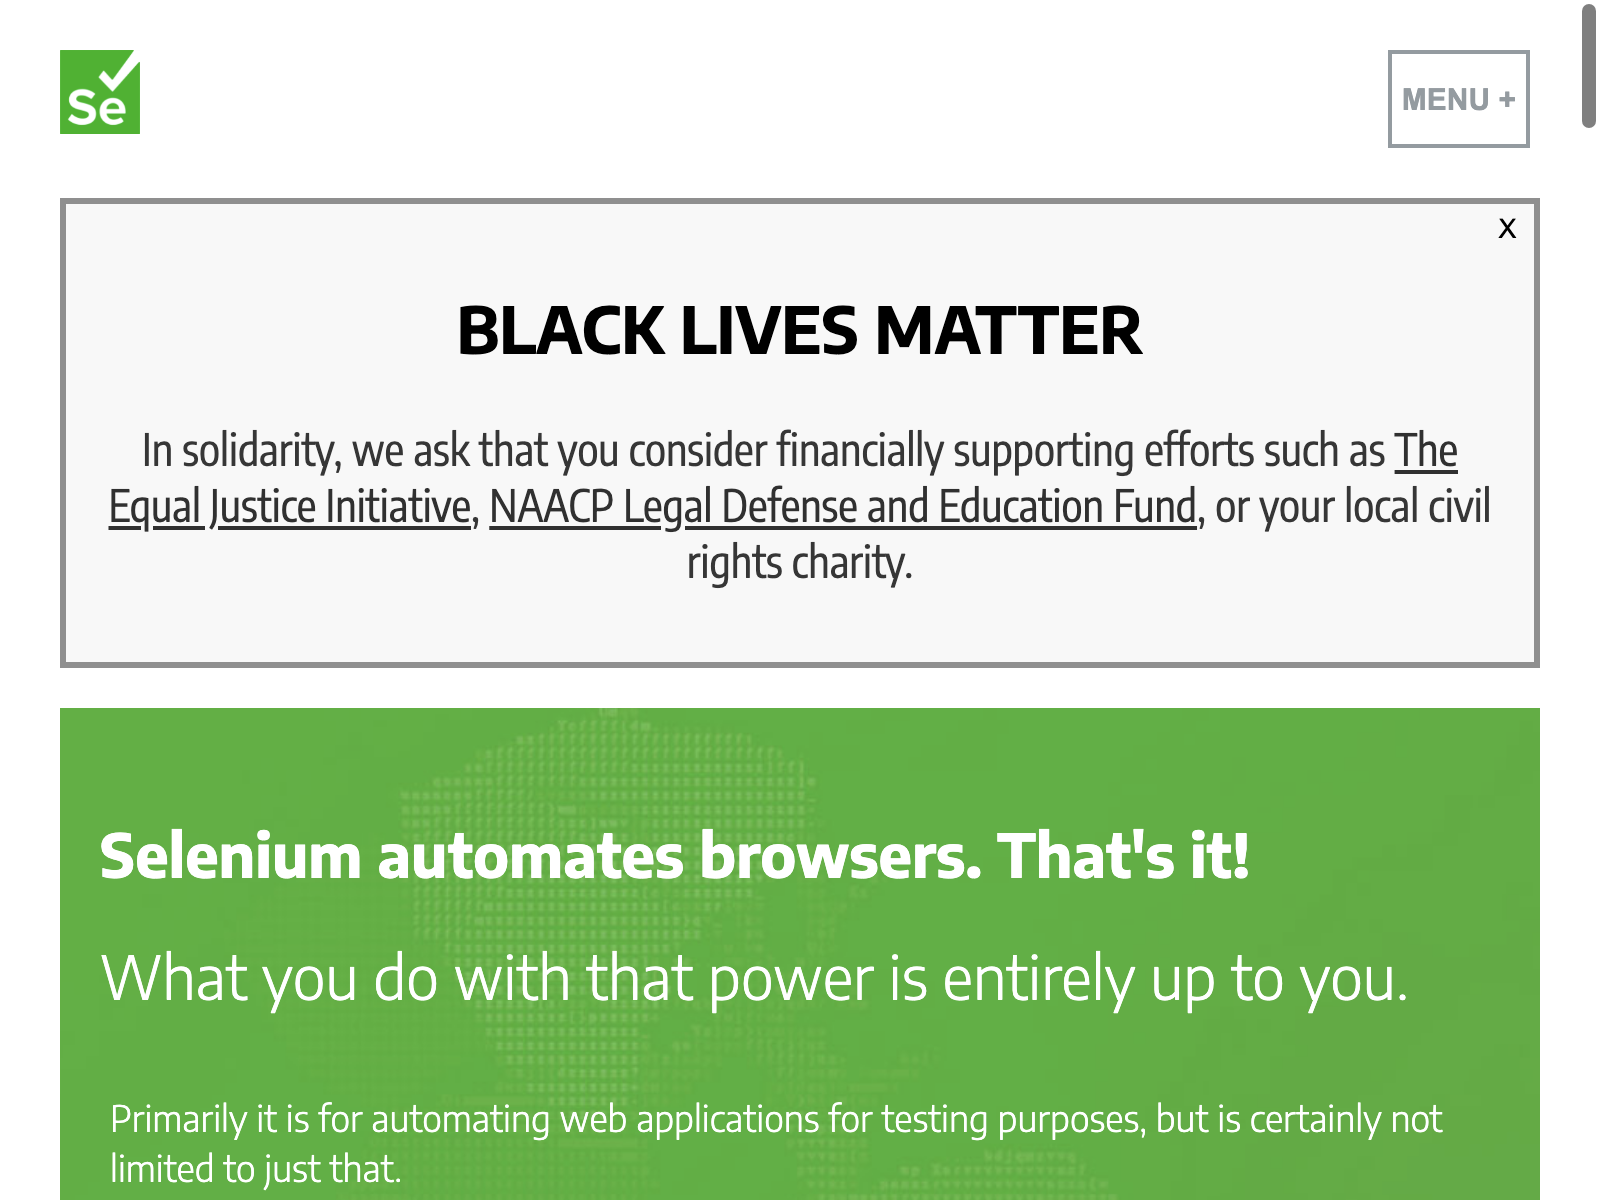 Se
MENU +
x
BLACK LIVES MATTER
In solidarity, we ask that you consider financially supporting efforts such as The
Equal Justice Initiative, NAACP Legal Defense and Education Fund, or your local civil
rights charity.
Selenium automates browsers. That's it!
What you do with that power is entirely up to you.
Primarily it is for automating web applications for testing purposes, but is certainly not
limited to just that.